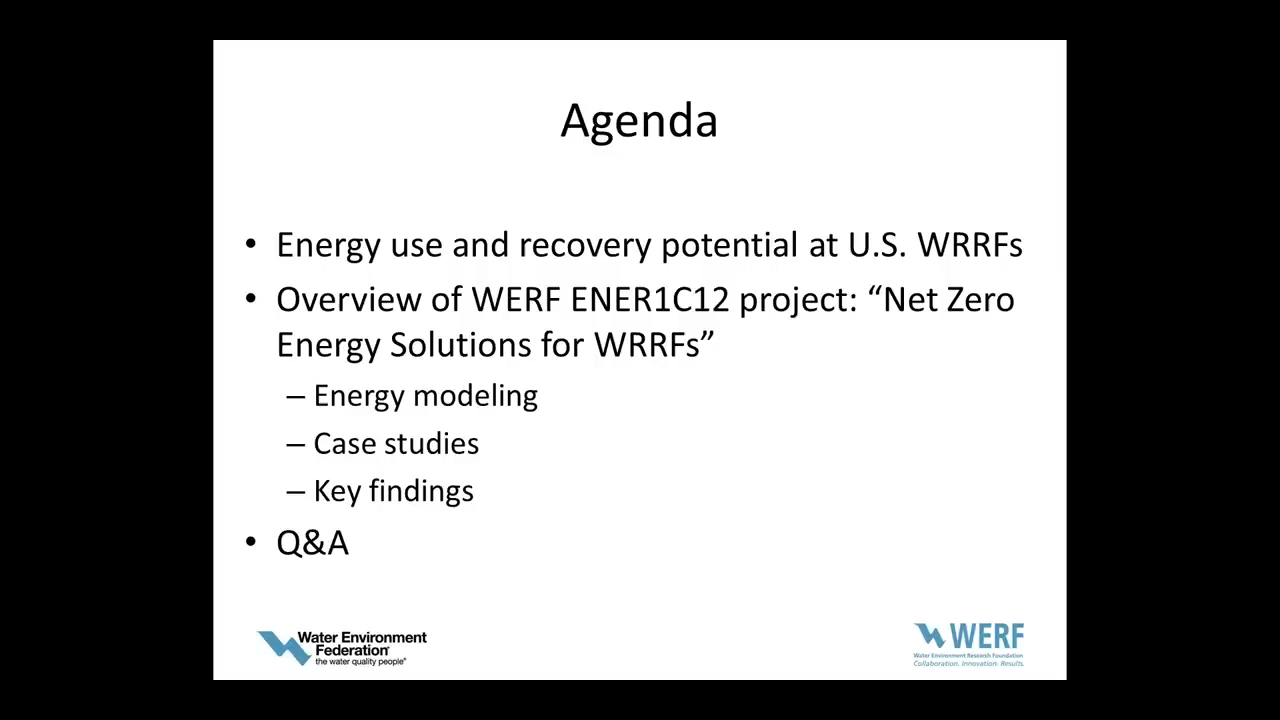 Agenda
• Energy use and recovery potential at U.S. WRRFs
• Overview of WERF ENER1C12 project: “Net Zero
Energy Solutions for WRRFs”
– Energy modeling
– Case studies
– Key findings
• Q&A
Water Environment
Federation
the water quality people®
WERF
Water Environment Research Foundation
Collaboration. Innovation. Results.